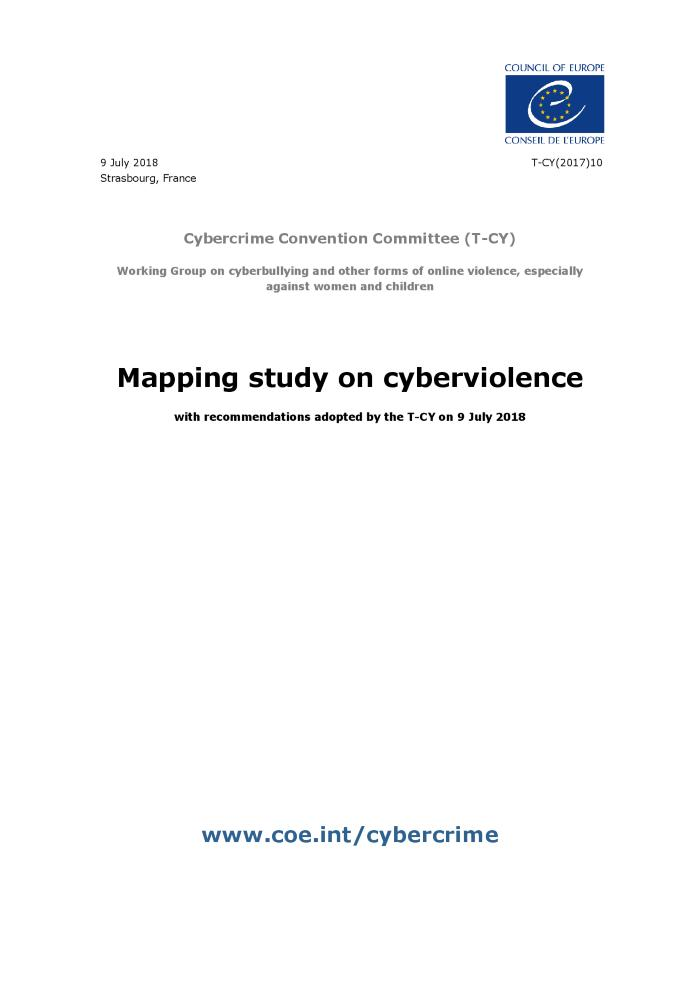 COUNCIL OF EUROPE
CONSEIL DE L'EUROPE
9 July 2018
T-CY(2017)10
Strasbourg, France
Cybercrime Convention Committee (T-CY)
Working Group on cyberbullying and other forms of online violence, especially
against women and children
Mapping study on cyberviolence
with recommendations adopted by the T-CY on 9 July 2018
www.coe.int/cybercrime